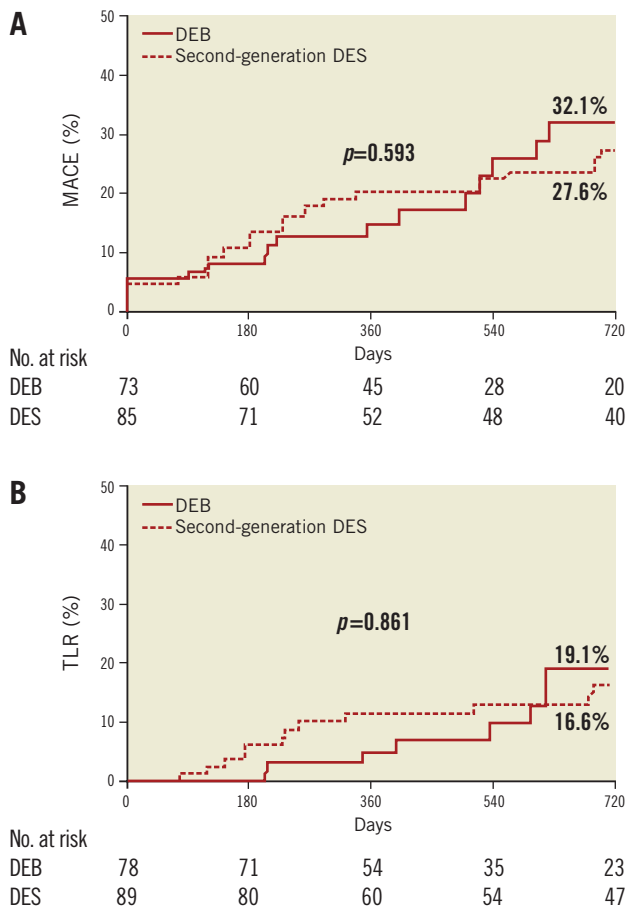 A
50
DEB
Second-generation DES
40
32.1%
30
p=0.593
MACE (%)
20
27.6%
10
0
0 180 360 540 720
Days
No. at risk
DEB 73 60 45 28 20
DES 85 71 52 48 40
B
50
DEB
Second-generation DES
40
30
p=0.861
TLR (%)
19.1%
20
16.6%
10
0
0 180 360 540 720
Days
No. at risk
DEB 78 71 54 35 23
DES 89 80 60 54 47